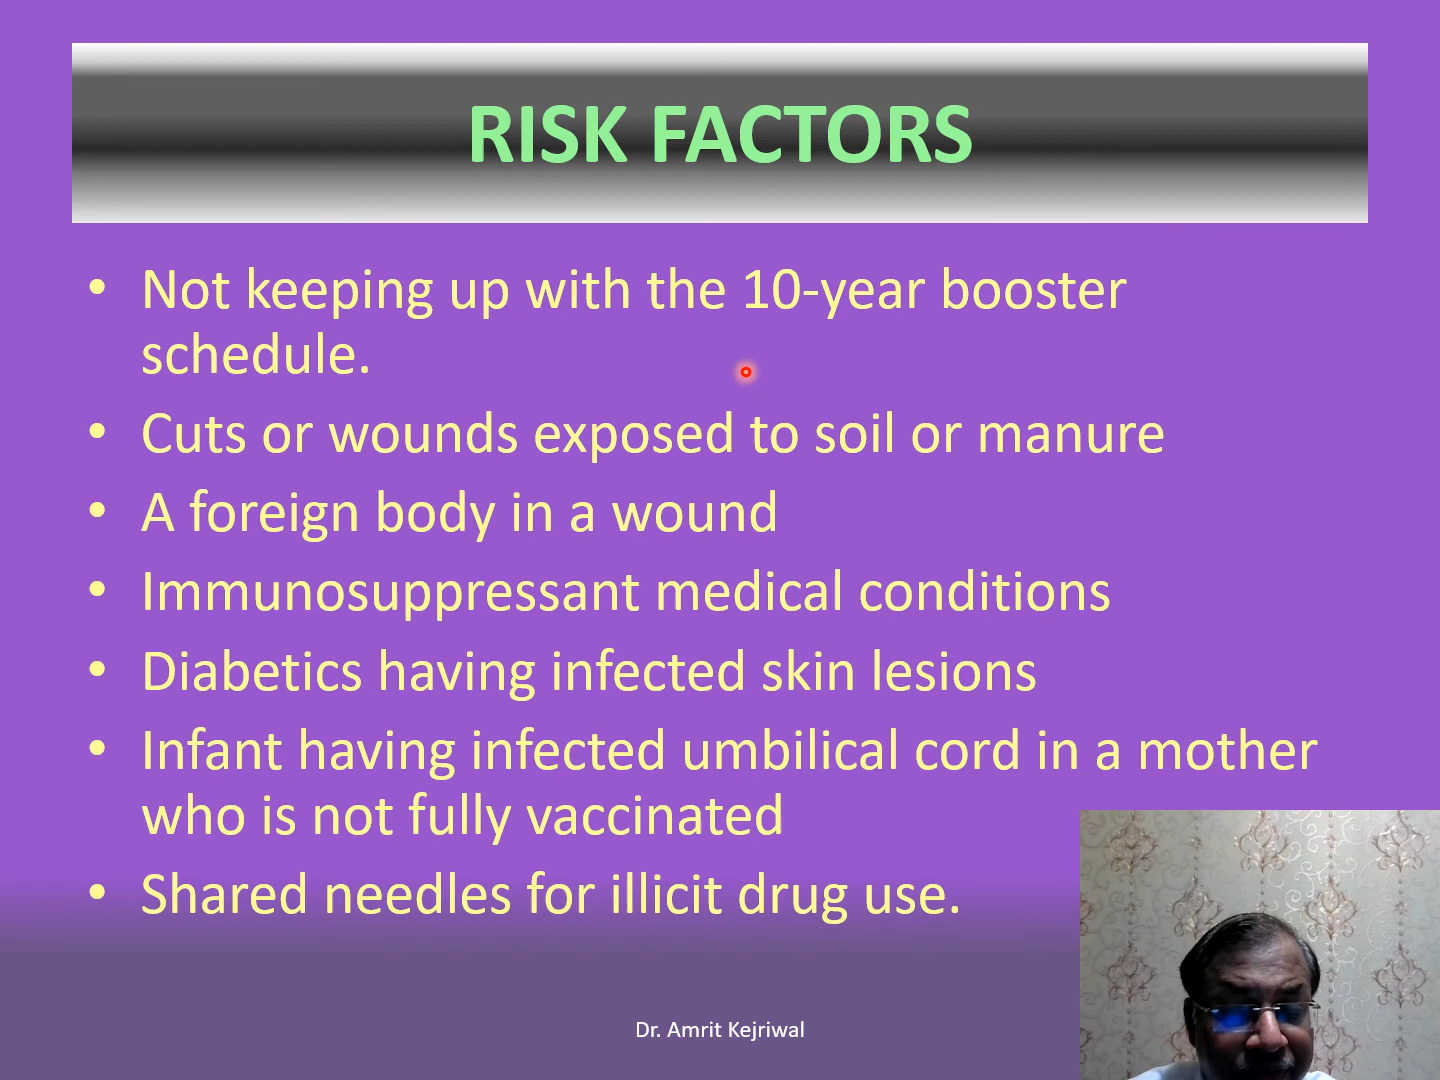 RISK FACTORS
• Not keeping up with the 10-year booster
schedule.
• Cuts or wounds exposed to soil or manure
• A foreign body in a wound
• Immunosuppressant medical conditions
• Diabetics having infected skin lesions
• Infant having infected umbilical cord in a mother
who is not fully vaccinated
• Shared needles for illicit drug use.
Dr. Amrit Kejriwal